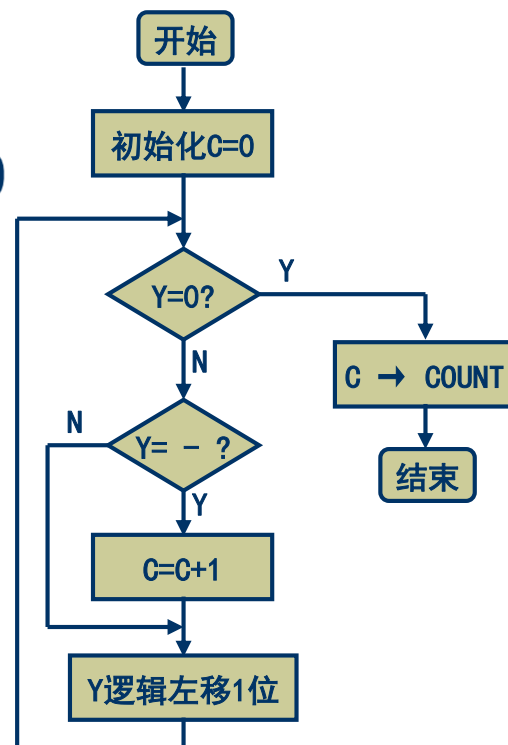 开始
初始化C=0
Y=0?
Y
N
C → COUNT
N
Y= - ?
Y
结束
C=C+1
Y逻辑左移1位